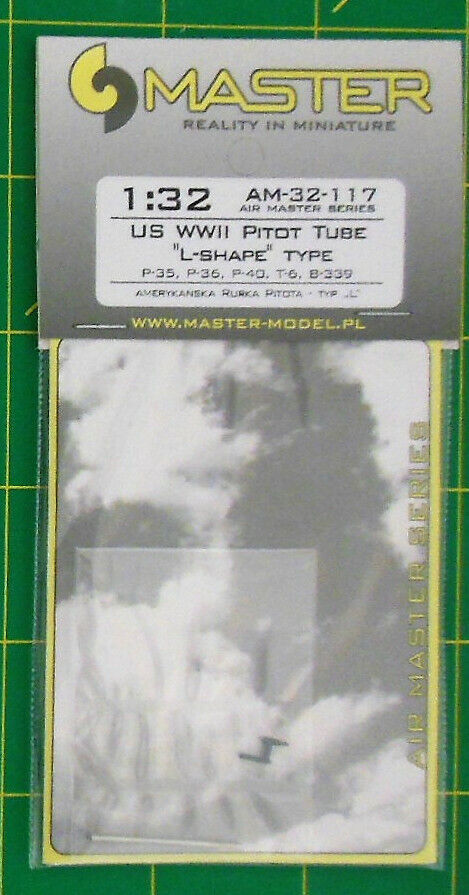 MASTER
REALITY IN MINIATURE
1:32
AM-32-117
AIR MASTER SERIES
US WWII PITOT TUBE
"L-SHAPE" TYPE
P-35, P-36, P-40, T-6, B-339
AMERYKAŃSKA RURKA PITOTA - TYP „L"
WWW.MASTER-MODEL.PL
AIR MASTER SERIES